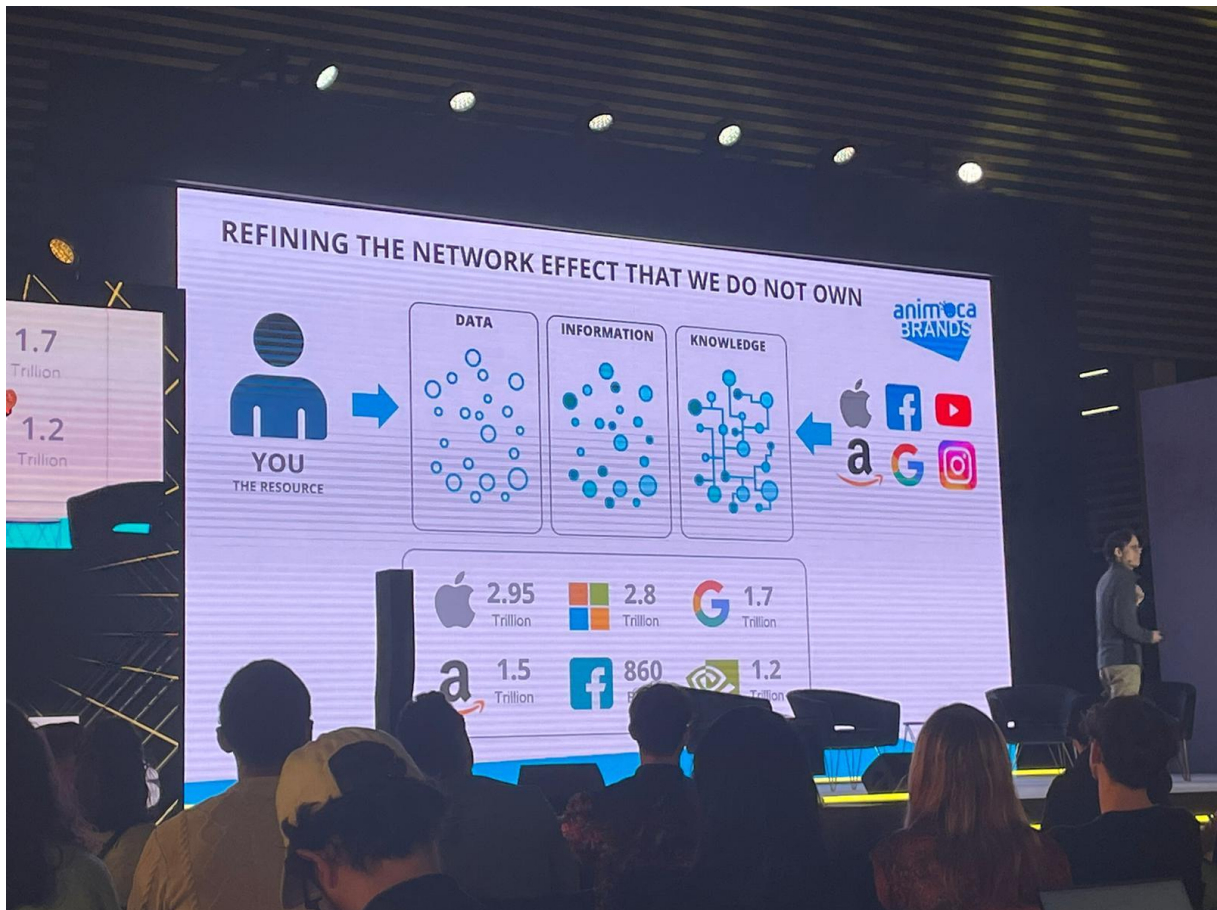 REFINING THE NETWORK EFFECT THAT WE DO NOT OWN
animoca
BRANDS
DATA
INFORMATION
KNOWLEDGE
YOU
THE RESOURCE
a
G
2.95
Trillion
2.8
Trillion
G
1.7
Trillion
a
1.5
Trillion
f
860
1.2
Trillion
1.7
Trillion
1.2
Trillion